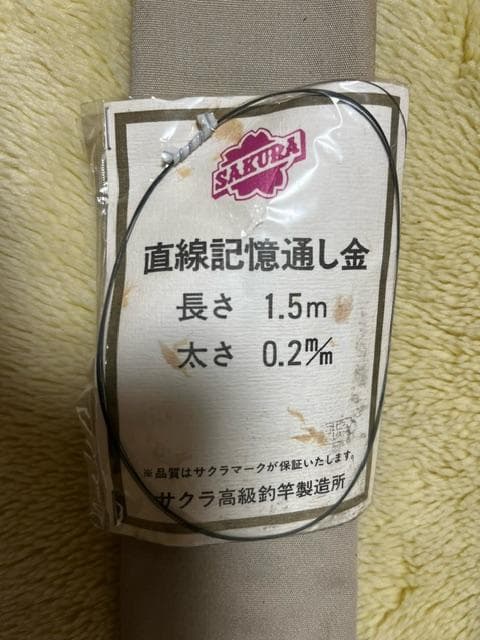 SAKURA
直線記憶通し金
長さ 1.5m
太さ 0.2m/m
※品質はサクラマークが保証いたします。
サクラ高級釣竿製造所